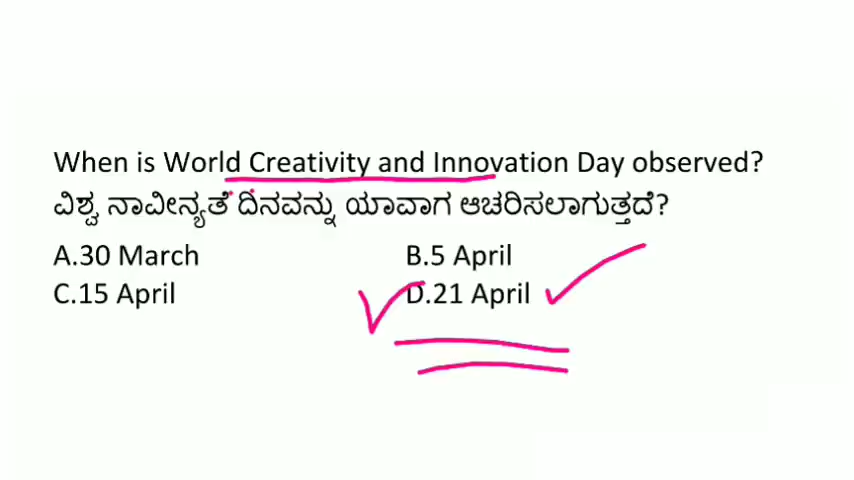 When is World Creativity and Innovation Day observed?
ವಿಶ್ವ ನಾವೀನ್ಯತೆ ದಿನವನ್ನು ಯಾವಾಗ ಆಚರಿಸಲಾಗುತ್ತದೆ?
A.30 March B.5 April
C.15 April D.21 April